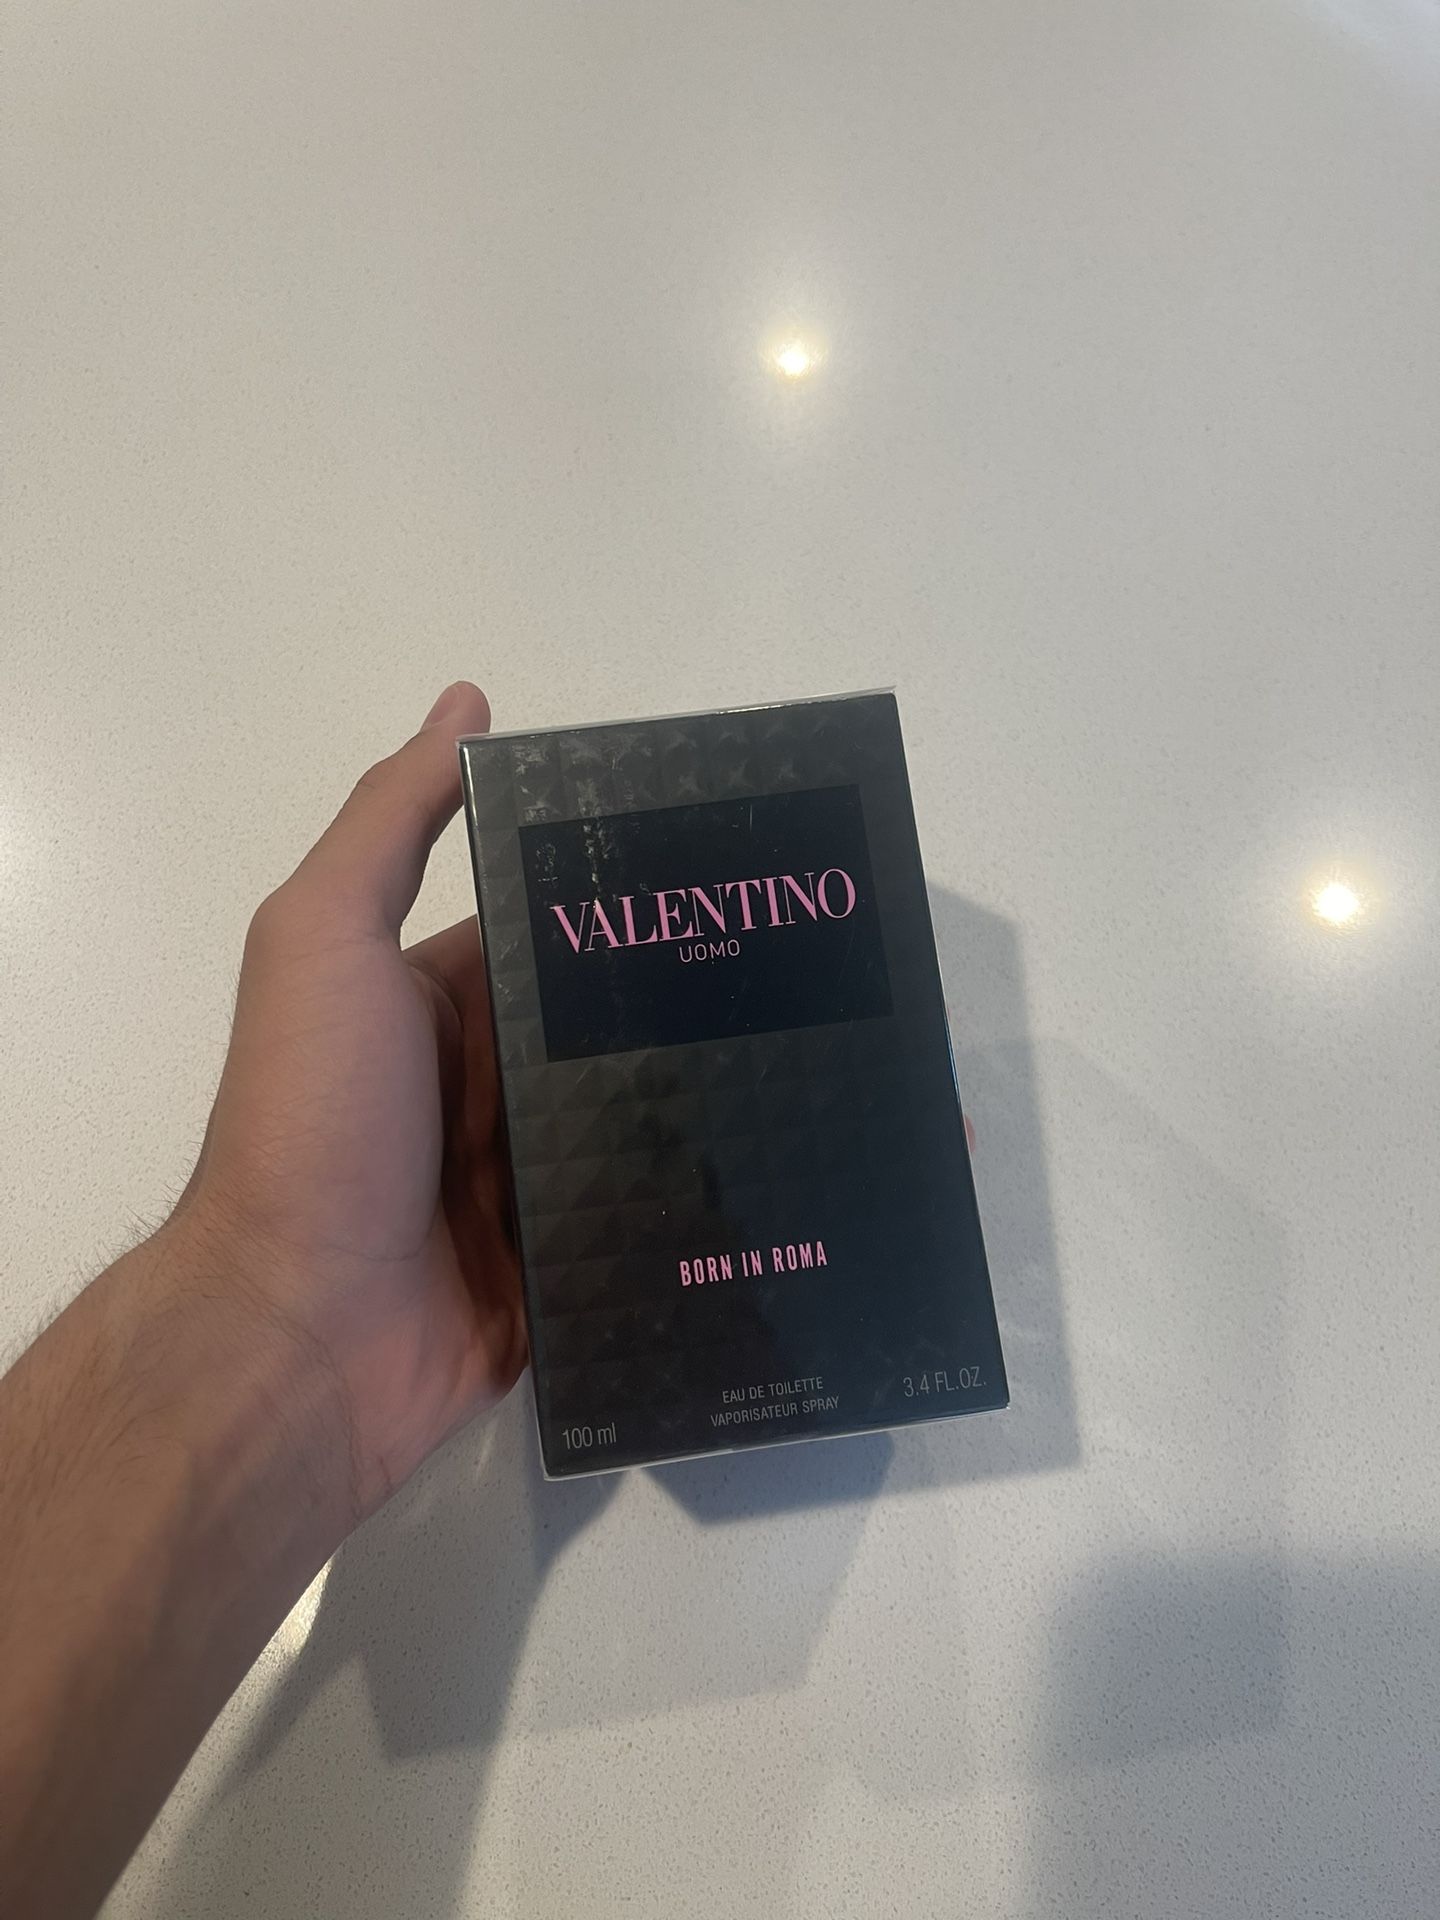 VALENTINO
UOMO
BORN IN ROMA
EAU DE TOILETTE
VAPORISATEUR SPRAY
100 ml
3.4 FL.OZ.